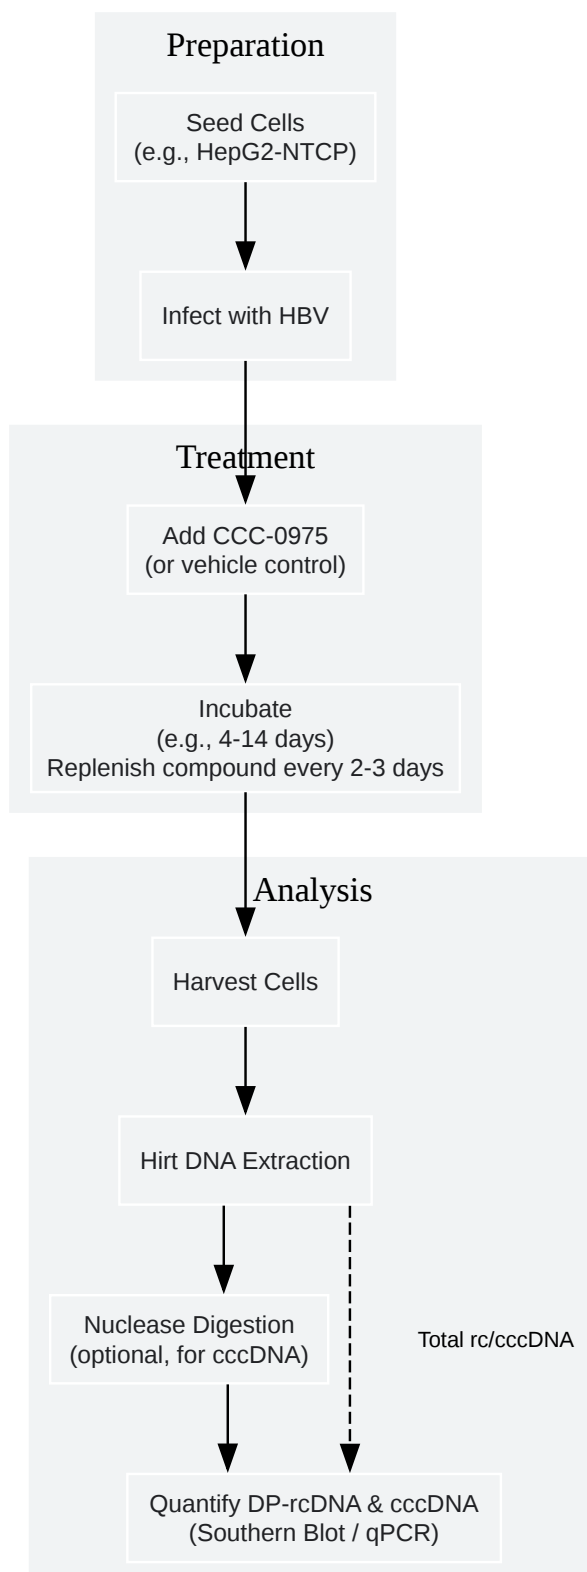 Preparation
Seed Cells
(e.g., HepG2-NTCP)
Infect with HBV
Treatment
Add CCC-0975
(or vehicle control)
Incubate
(e.g., 4-14 days)
Replenish compound every 2-3 days
Analysis
Harvest Cells
Hirt DNA Extraction
Nuclease Digestion
(optional, for cccDNA)
Total rc/cccDNA
Quantify DP-rcDNA & cccDNA
(Southern Blot / qPCR)